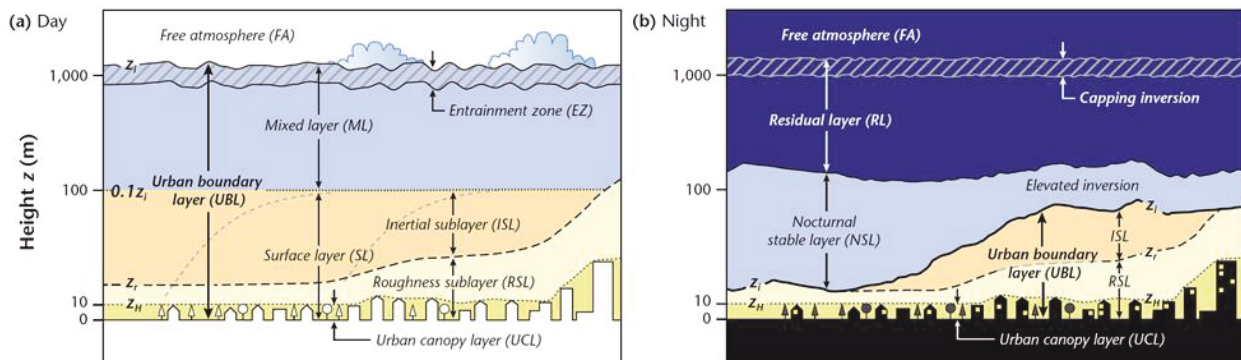 (a) Day
Free atmosphere (FA)
z_i
1,000
Entrainment zone (EZ)
Mixed layer (ML)
Urban boundary
layer (UBL)
0.1z_i
100
Inertial sublayer (ISL)
Surface layer (SL)
z_r
Roughness sublayer (RSL)
z_H
10
0
Urban canopy layer (UCL)
Height z (m)
(b) Night
Free atmosphere (FA)
1,000
Capping inversion
Residual layer (RL)
100
Elevated inversion
z_i
Nocturnal
stable layer (NSL)
ISL
Urban boundary
layer (UBL)
z_r
RSL
z_H
10
0
Urban canopy layer (UCL)